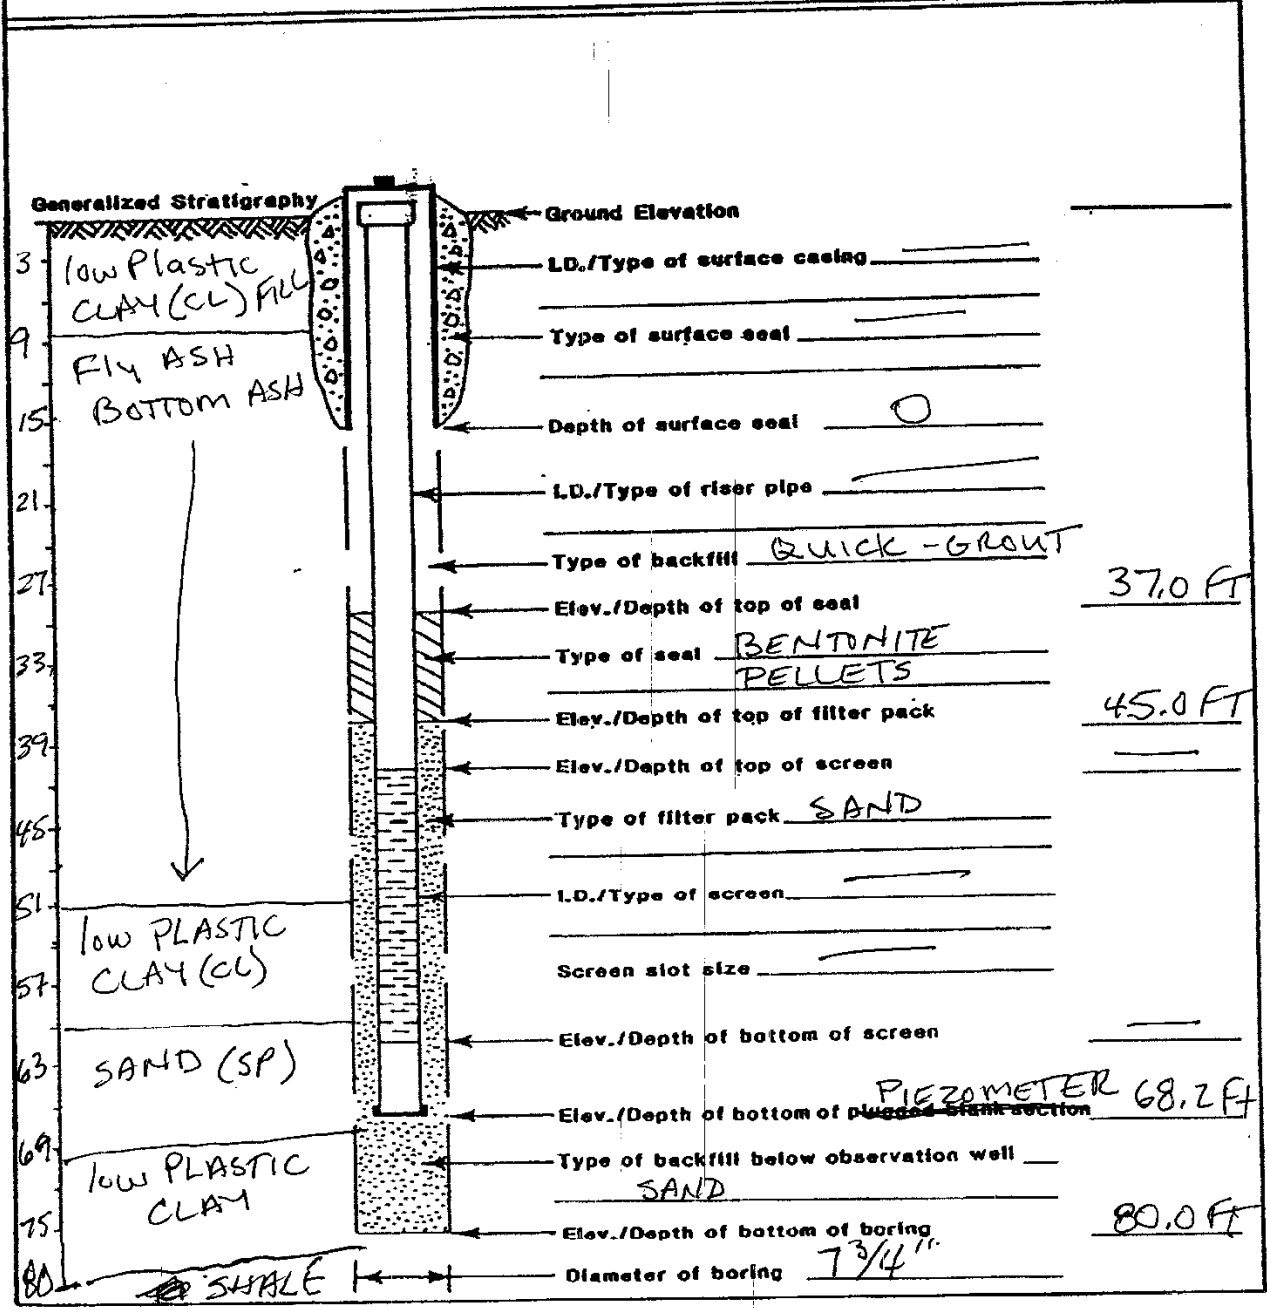 Generalized Stratigraphy
Ground Elevation
3
low Plastic
CLAY (CL) FILL
I.D./Type of surface casing
9
Type of surface seal
Fly ASH
BOTTOM ASH
15
Depth of surface seal O
21
I.D./Type of riser pipe
Type of backfill QUICK-GROUT
27
Elev./Depth of top of seal 37.0 FT
33
Type of seal BENTONITE
PELLETS
Elev./Depth of top of filter pack 45.0 FT
39
Elev./Depth of top of screen
45
Type of filter pack SAND
51
I.D./Type of screen
low PLASTIC
CLAY (CL)
57
Screen slot size
Elev./Depth of bottom of screen
63
SAND (SP)
PIEZOMETER
Elev./Depth of bottom of plugged blank section 68.2 Ft
69
low PLASTIC
CLAY
Type of backfill below observation well
SAND
75
Elev./Depth of bottom of boring 80.0 FT
80
SHALE
Diameter of boring 7 3/4"